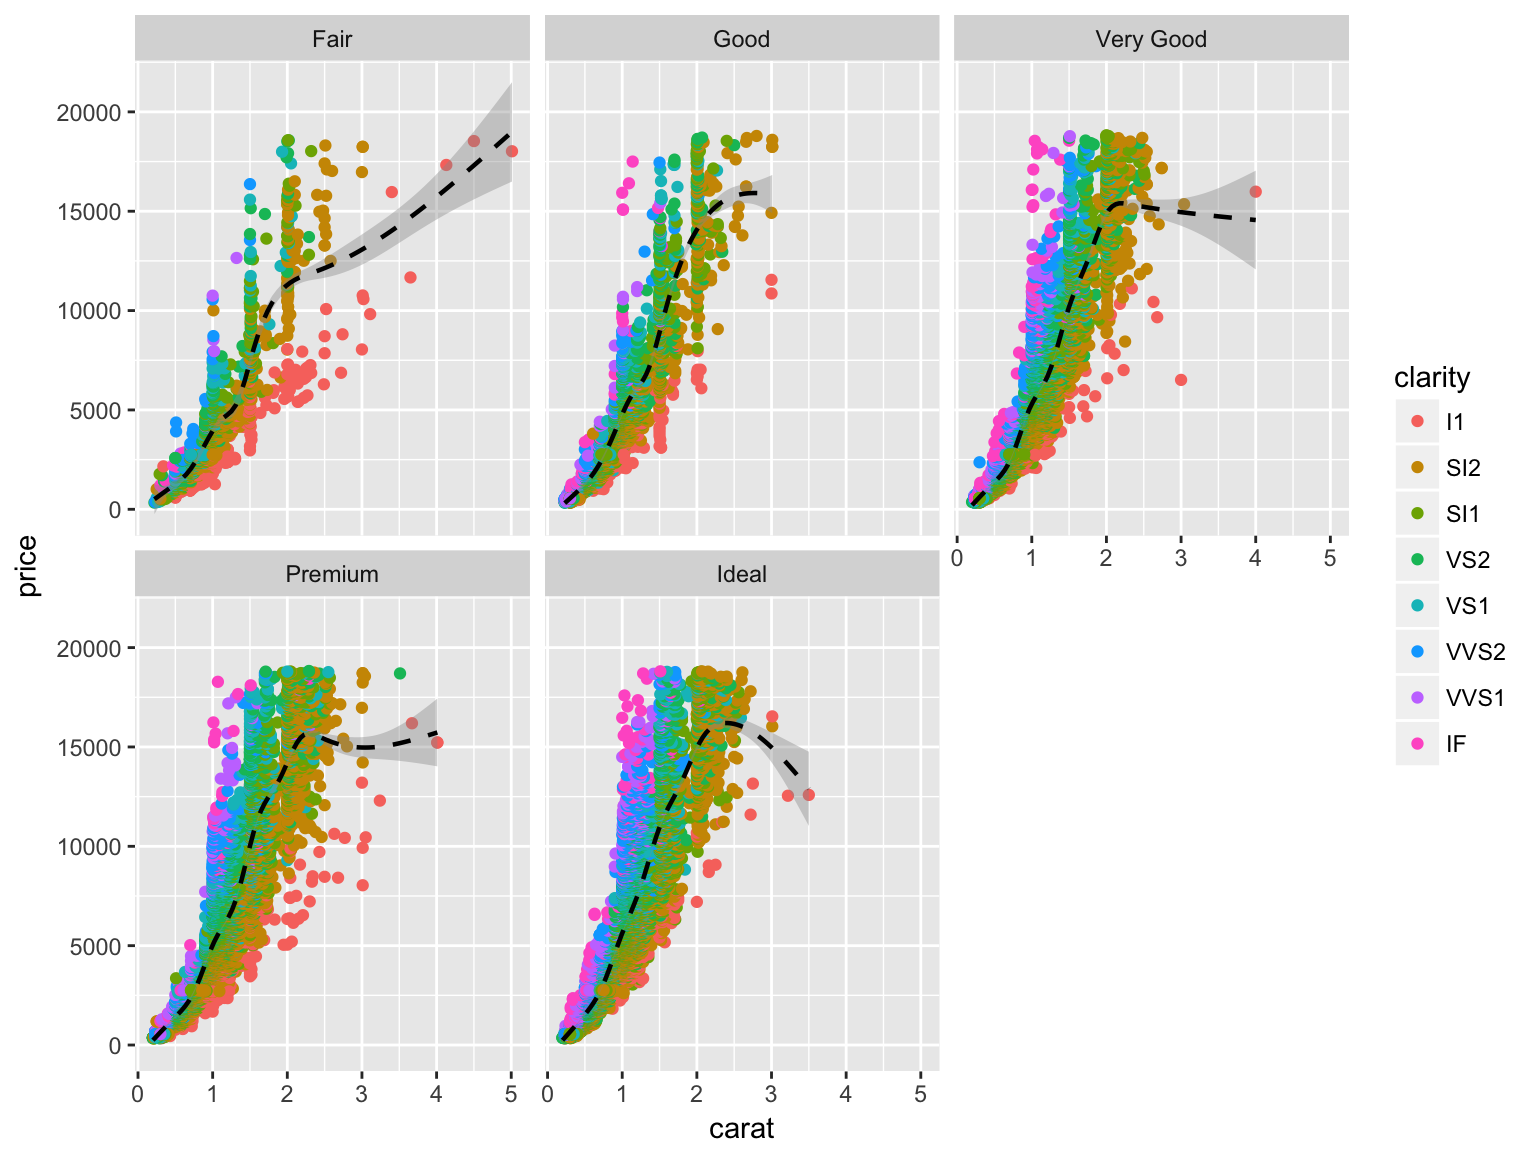 Fair
Good
Very Good
20000
15000
10000
5000
0
0 1 2 3 4 5
price
Premium
Ideal
20000
15000
10000
5000
0
0 1 2 3 4 5
0 1 2 3 4 5
carat
clarity
I1
SI2
SI1
VS2
VS1
VVS2
VVS1
IF